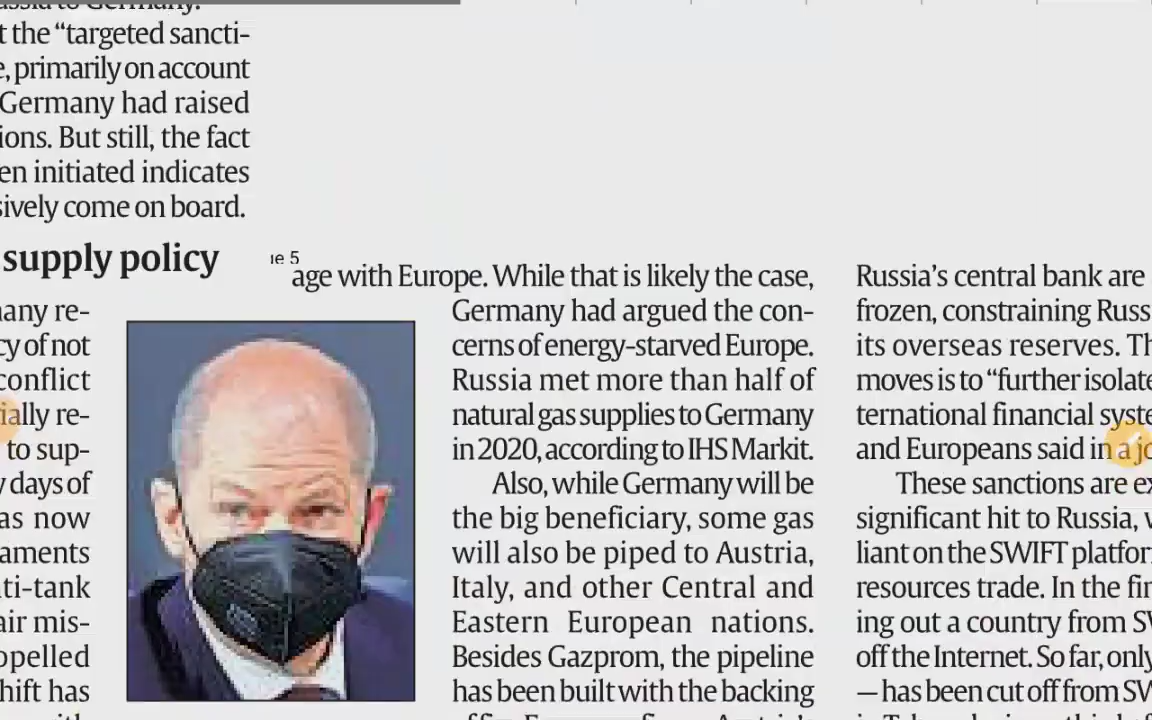 t the “targeted sancti-
e, primarily on account
Germany had raised
ions. But still, the fact
en initiated indicates
sively come on board.
supply policy
any re-
cy of not
conflict
ially re-
to sup-
y days of
as now
aments
ti-tank
air mis-
pelled
hift has
ue 5
age with Europe. While that is likely the case,
Germany had argued the con-
cerns of energy-starved Europe.
Russia met more than half of
natural gas supplies to Germany
in 2020, according to IHS Markit.
Also, while Germany will be
the big beneficiary, some gas
will also be piped to Austria,
Italy, and other Central and
Eastern European nations.
Besides Gazprom, the pipeline
has been built with the backing
Russia’s central bank are
frozen, constraining Russ
its overseas reserves. Th
moves is to “further isolate
ternational financial syste
and Europeans said in a jo
These sanctions are ex
significant hit to Russia, w
liant on the SWIFT platfor
resources trade. In the fin
ing out a country from SW
off the Internet. So far, only
— has been cut off from SW